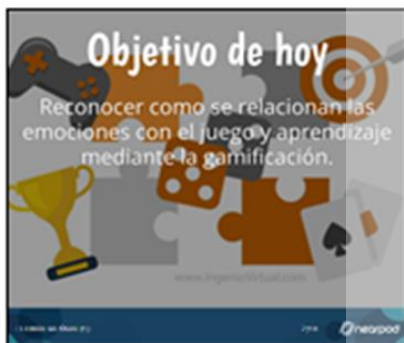 Objetivo de hoy
Reconocer como se relacionan las
emociones con el juego y aprendizaje
mediante la gamificación.
www.IngenioVirtual.com
nearpod